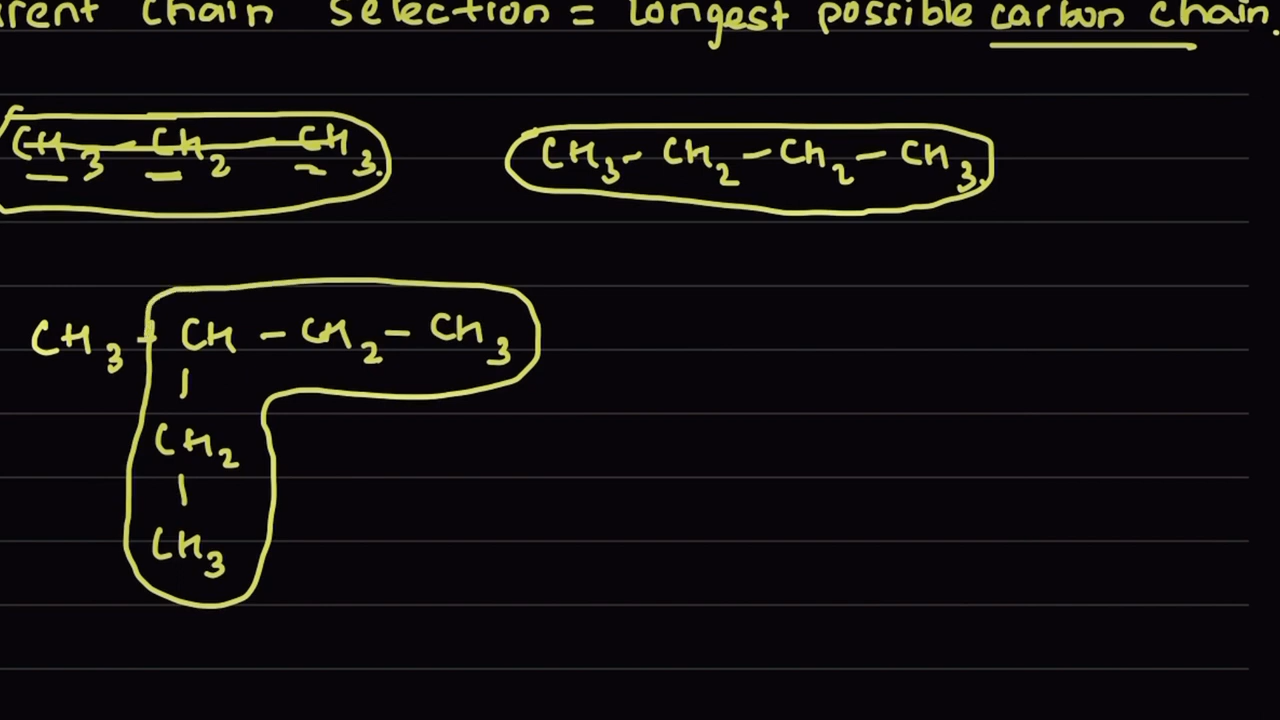 rent chain selection = longest possible carbon chain.
CH3 - CH2 - CH3. CH3 - CH2 - CH2 - CH3.
CH3 - CH - CH2 - CH3
|
CH2
|
CH3